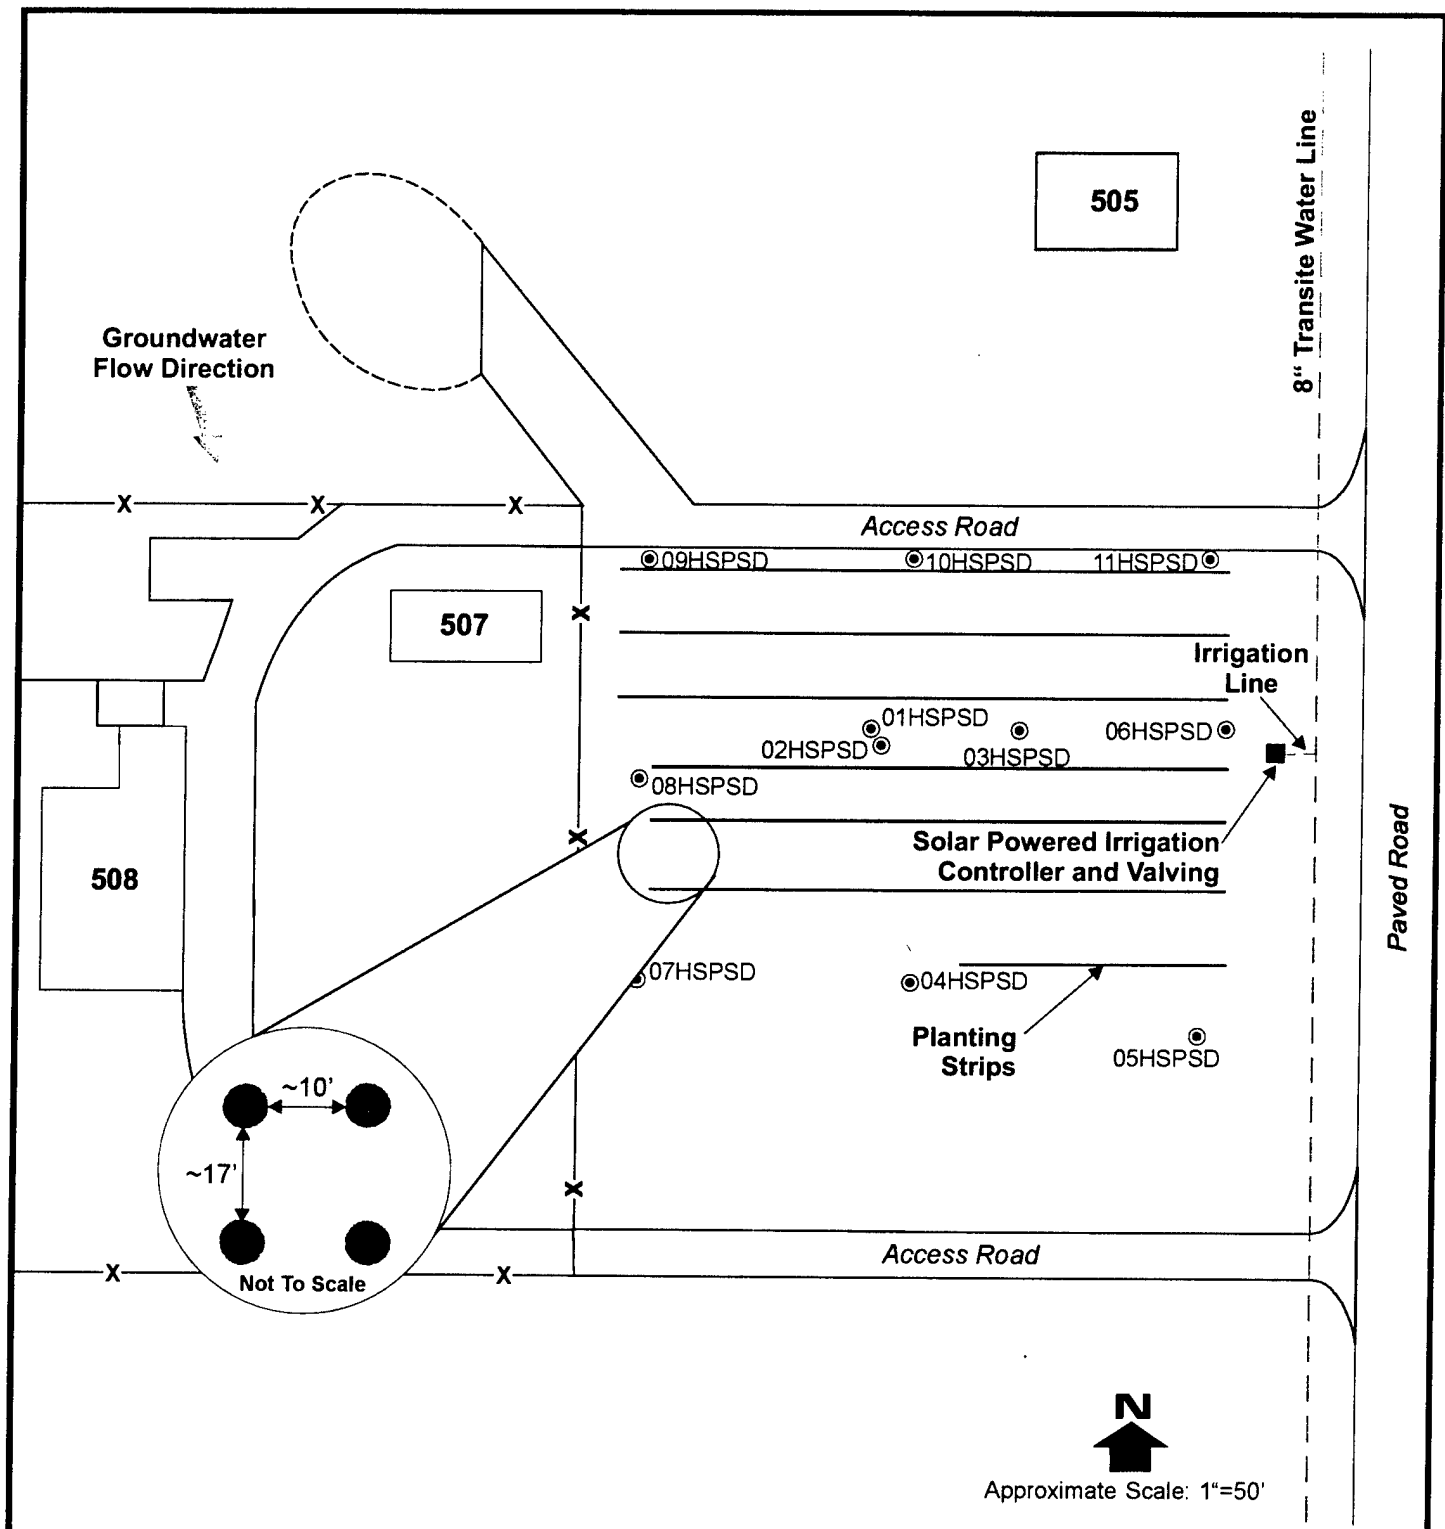 505
8“ Transite Water Line
Groundwater
Flow Direction
X X X
Access Road
09HSPSD 10HSPSD 11HSPSD
507
X
Irrigation
Line
01HSPSD
02HSPSD 03HSPSD 06HSPSD
08HSPSD
X
Solar Powered Irrigation
Controller and Valving
508
Paved Road
07HSPSD 04HSPSD
Planting
Strips
05HSPSD
~10’
~17’
X
Access Road
X X
Not To Scale
N
Approximate Scale: 1“=50’